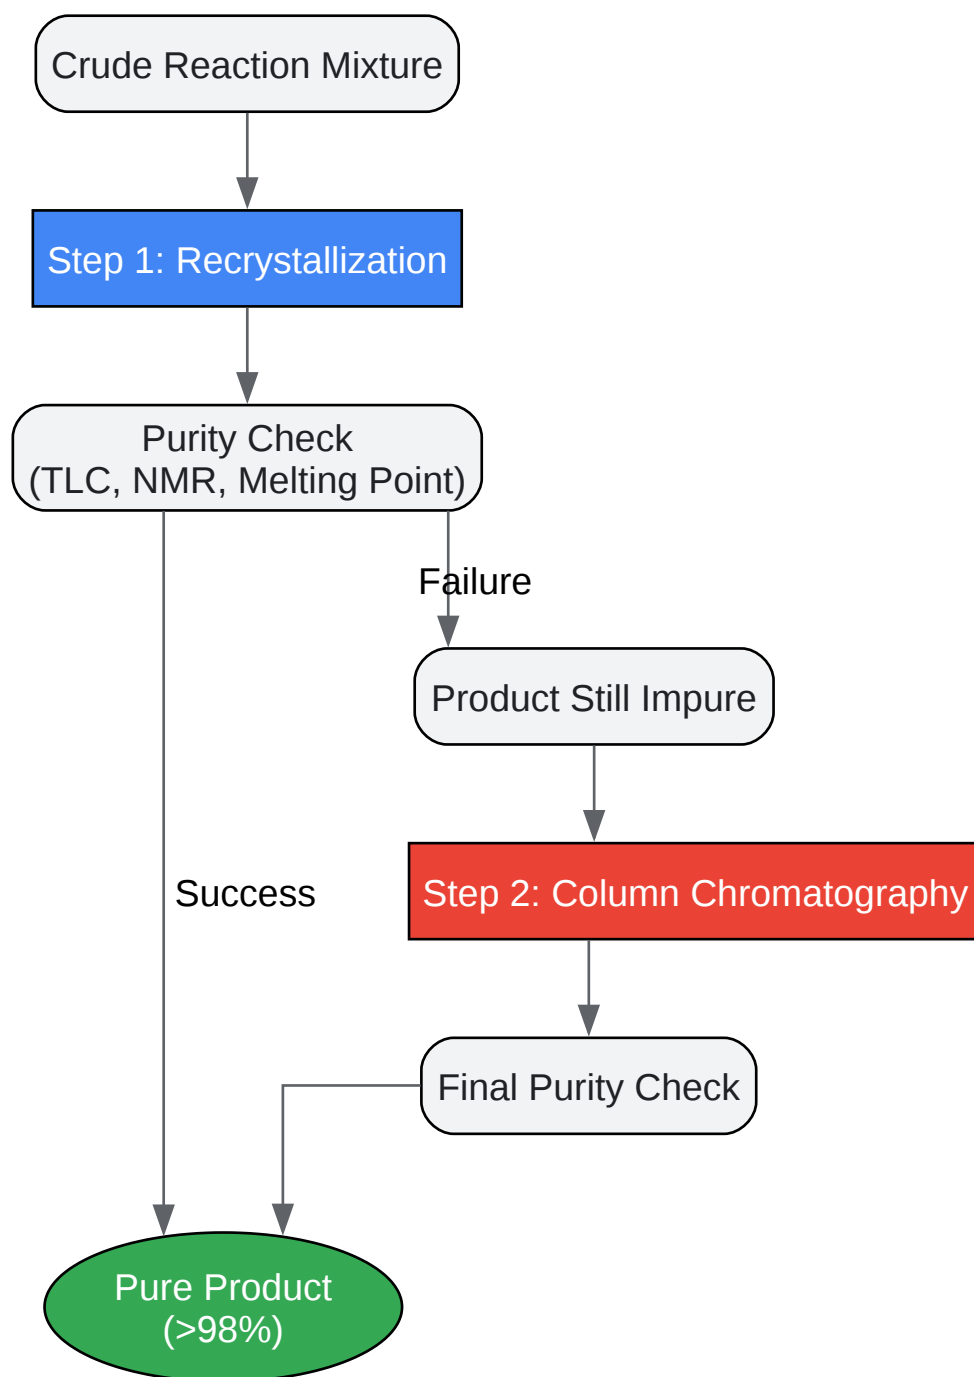 Crude Reaction Mixture
Step 1: Recrystallization
Purity Check
(TLC, NMR, Melting Point)
Failure
Product Still Impure
Success
Step 2: Column Chromatography
Final Purity Check
Pure Product
(>98%)